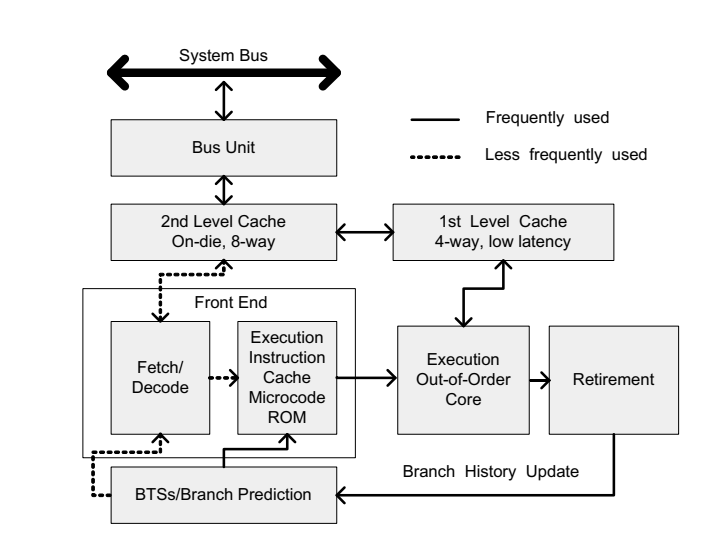 System Bus
Bus Unit
Frequently used
Less frequently used
2nd Level Cache
On-die, 8-way
1st Level Cache
4-way, low latency
Front End
Fetch/
Decode
Execution
Instruction
Cache
Microcode
ROM
Execution
Out-of-Order
Core
Retirement
Branch History Update
BTSs/Branch Prediction